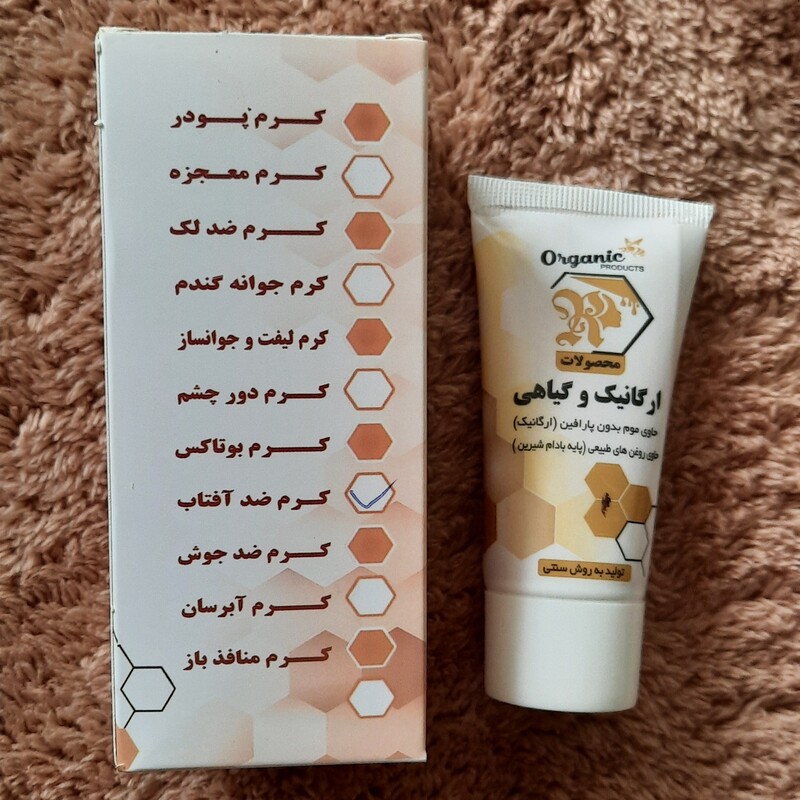 کرم پودر
کرم معجزه
کرم ضد لک
کرم جوانه گندم
کرم لیفت و جوانساز
کرم دور چشم
کرم بوتاکس
کرم ضد آفتاب
کرم ضد جوش
کرم آبرسان
کرم منافذ باز
Organic
PRODUCTS
محصولات
ارگانیک و گیاهی
حاوی موم بدون پارافین (ارگانیک)
حاوی روغن های طبیعی (پایه بادام شیرین)
تولید به روش سنتی